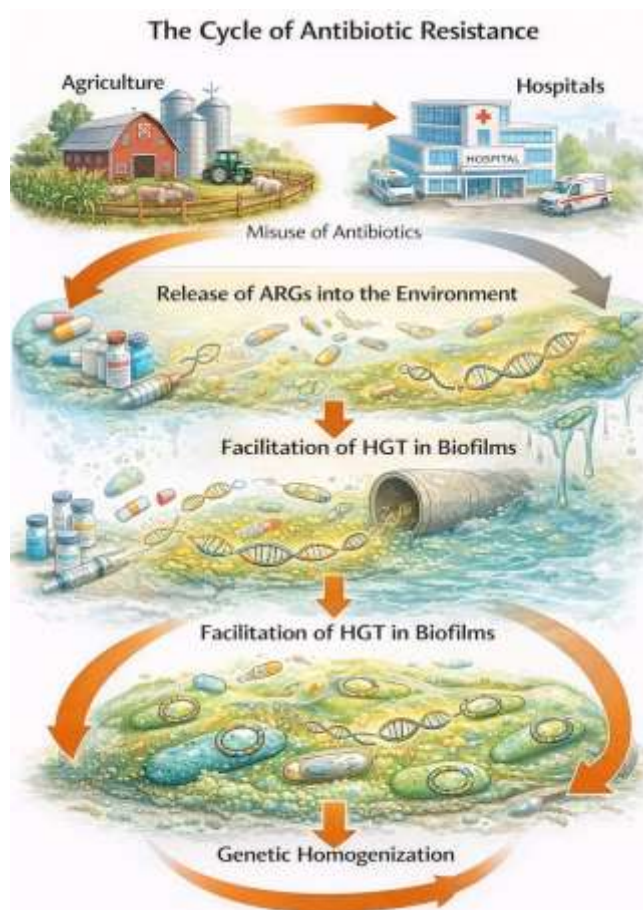 The Cycle of Antibiotic Resistance
Agriculture
Hospitals
HOSPITAL
Misuse of Antibiotics
Release of ARGs into the Environment
Facilitation of HGT in Biofilms
Facilitation of HGT in Biofilms
Genetic Homogenization